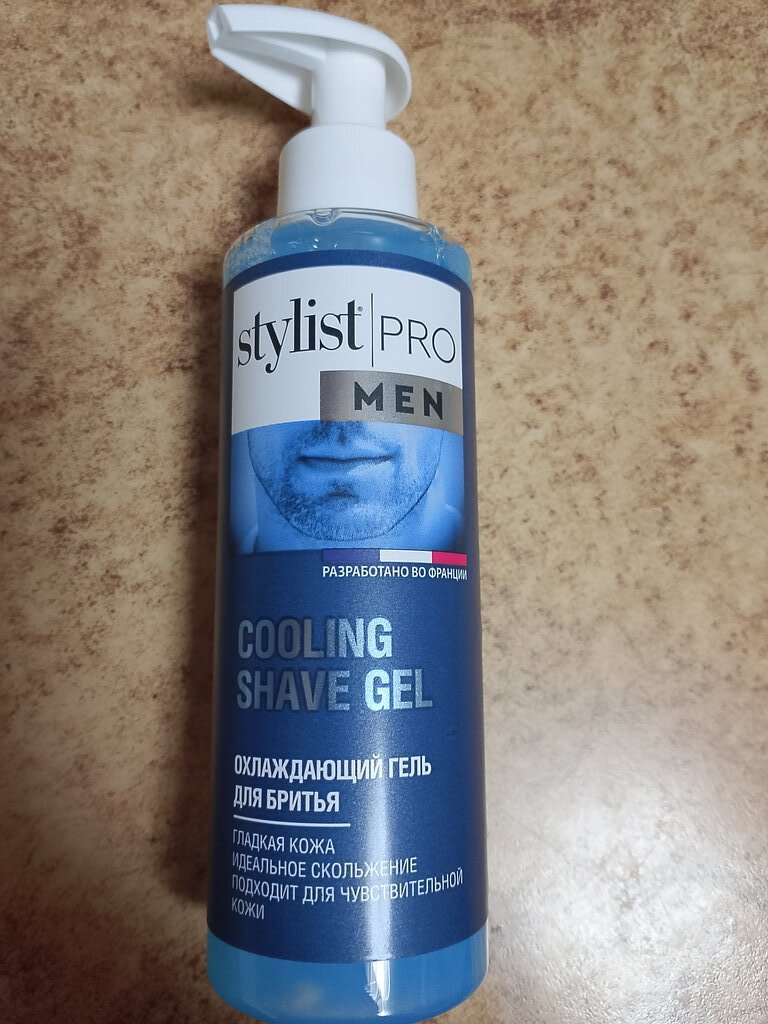 stylist® PRO
MEN
РАЗРАБОТАНО ВО ФРАНЦИИ
COOLING
SHAVE GEL
ОХЛАЖДАЮЩИЙ ГЕЛЬ
ДЛЯ БРИТЬЯ
ГЛАДКАЯ КОЖА
ИДЕАЛЬНОЕ СКОЛЬЖЕНИЕ
ПОДХОДИТ ДЛЯ ЧУВСТВИТЕЛЬНОЙ
КОЖИ